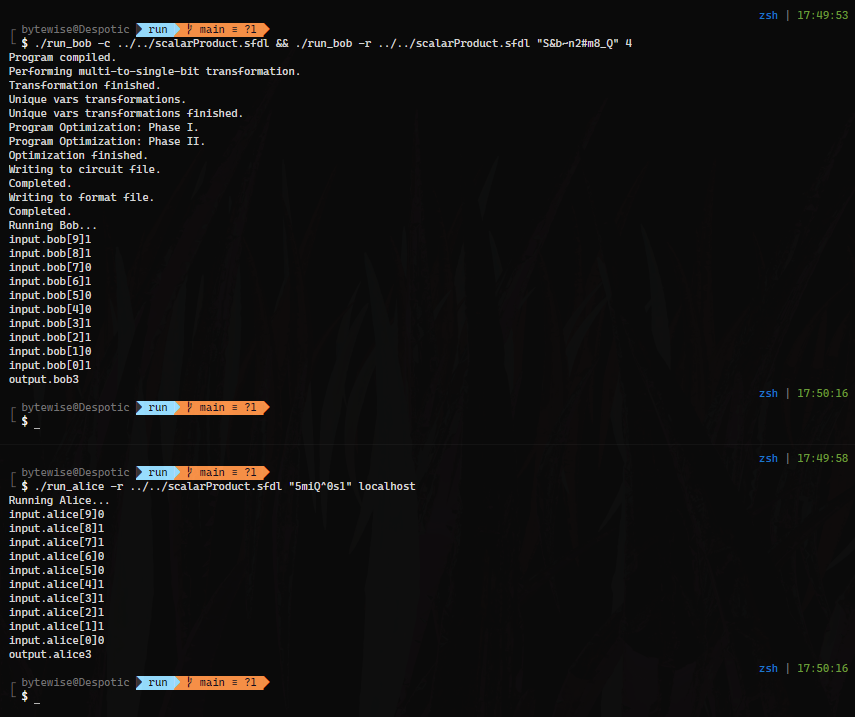 zsh | 17:49:53
bytewise@Despotic run main ≡ ?1
$ ./run_bob -c ../../scalarProduct.sfdl && ./run_bob -r ../../scalarProduct.sfdl "S&b~n2#m8_Q" 4
Program compiled.
Performing multi-to-single-bit transformation.
Transformation finished.
Unique vars transformations.
Unique vars transformations finished.
Program Optimization: Phase I.
Program Optimization: Phase II.
Optimization finished.
Writing to circuit file.
Completed.
Writing to format file.
Completed.
Running Bob...
input.bob[9]1
input.bob[8]1
input.bob[7]0
input.bob[6]1
input.bob[5]0
input.bob[4]0
input.bob[3]1
input.bob[2]1
input.bob[1]0
input.bob[0]1
output.bob3
zsh | 17:50:16
bytewise@Despotic run main ≡ ?1
$ _
zsh | 17:49:58
bytewise@Despotic run main ≡ ?1
$ ./run_alice -r ../../scalarProduct.sfdl "5miQ^0s1" localhost
Running Alice...
input.alice[9]0
input.alice[8]1
input.alice[7]1
input.alice[6]0
input.alice[5]0
input.alice[4]1
input.alice[3]1
input.alice[2]1
input.alice[1]1
input.alice[0]0
output.alice3
zsh | 17:50:16
bytewise@Despotic run main ≡ ?1
$ _